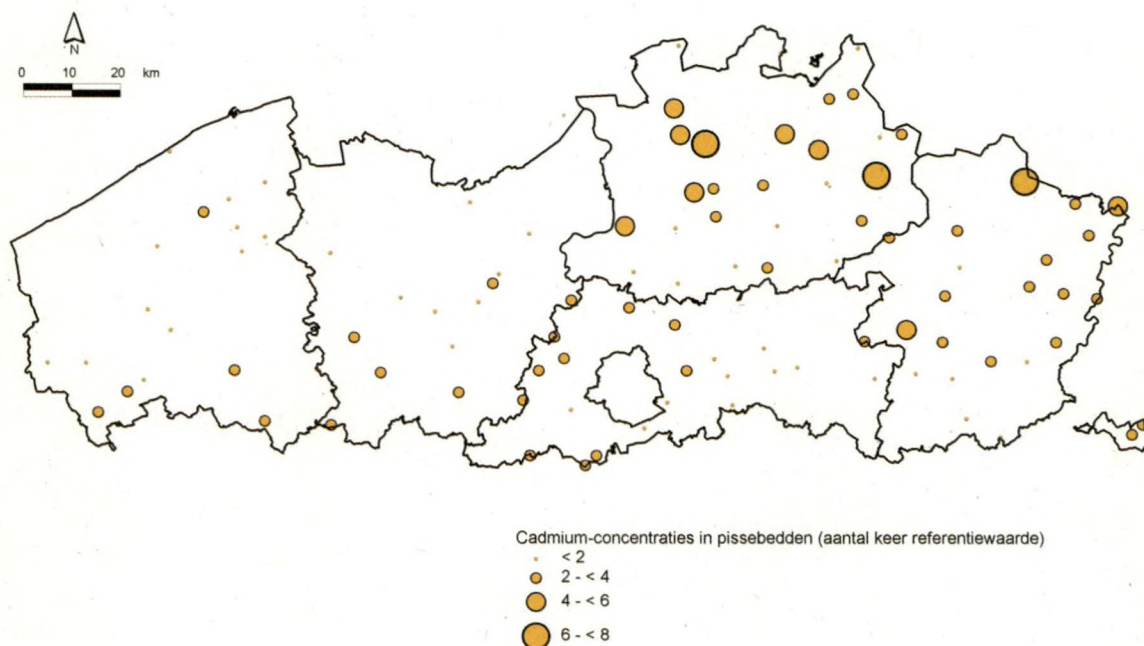 N
0 10 20 km
Cadmium-concentraties in pissebedden (aantal keer referentiewaarde)
< 2
2 - < 4
4 - < 6
6 - < 8